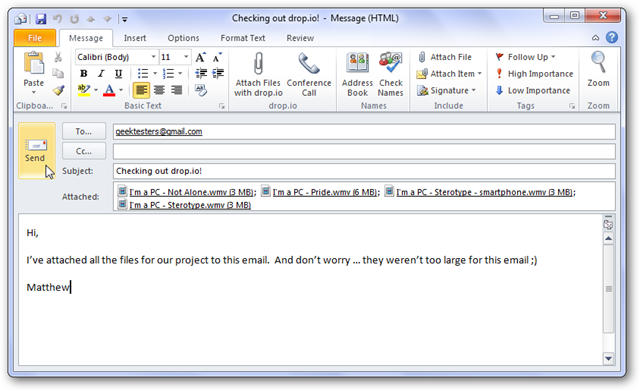 Checking out drop.io! - Message (HTML)
File Message Insert Options Format Text Review
Calibri (Body) 11
Paste
B I U
Attach Files with drop.io
Conference Call
Address Book
Check Names
Attach File
Attach Item
Signature
Follow Up
High Importance
Low Importance
Zoom
Clipboa... Basic Text drop.io Names Include Tags Zoom
Send
To... geektesters@gmail.com
Cc...
Subject: Checking out drop.io!
Attached: I'm a PC - Not Alone.wmv (3 MB); I'm a PC - Pride.wmv (6 MB); I'm a PC - Sterotype - smartphone.wmv (3 MB);
I'm a PC - Sterotype.wmv (3 MB)
Hi,
I've attached all the files for our project to this email.  And don't worry … they weren't too large for this email ;)
Matthew